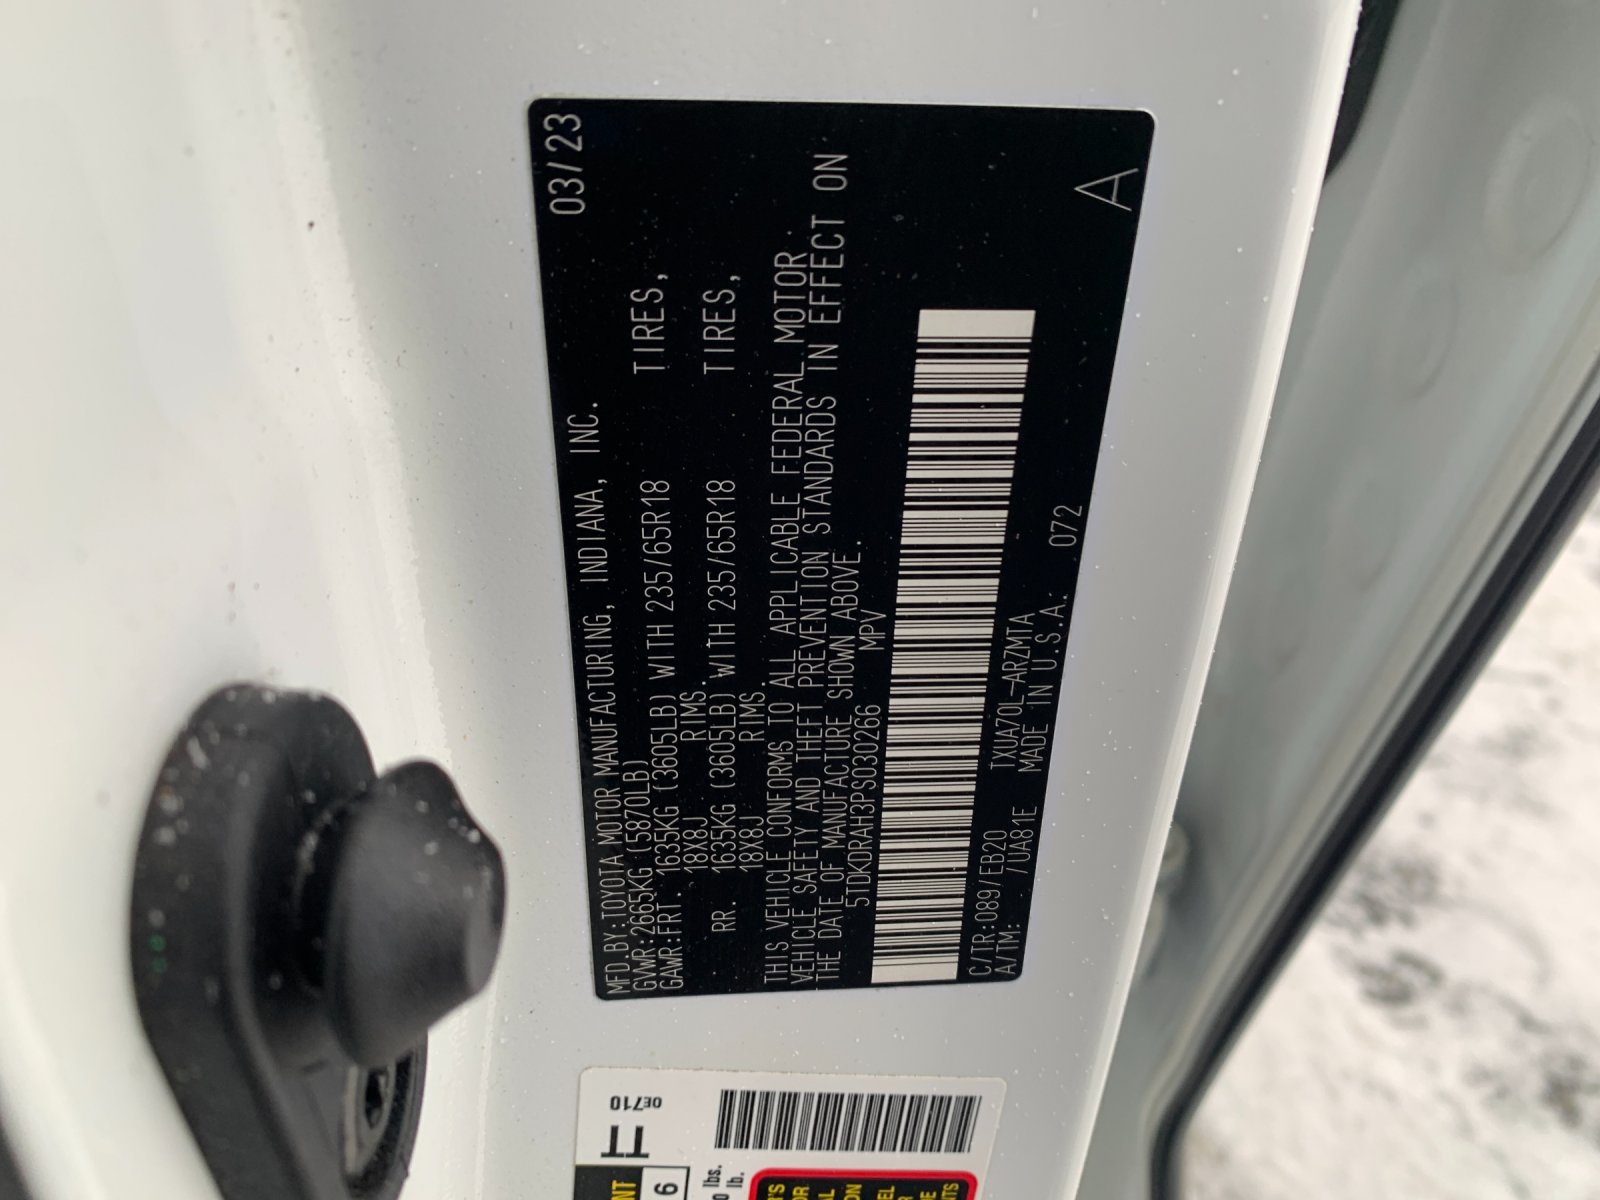 MFD.BY:TOYOTA MOTOR MANUFACTURING, INDIANA, INC. 03/23
GVWR:2665KG (5870LB)
GAWR:FRT. 1635KG (3605LB) WITH 235/65R18 TIRES,
18X8J RIMS.
RR. 1635KG (3605LB) WITH 235/65R18 TIRES,
18X8J RIMS.
THIS VEHICLE CONFORMS TO ALL APPLICABLE FEDERAL MOTOR
VEHICLE SAFETY AND THEFT PREVENTION STANDARDS IN EFFECT ON
THE DATE OF MANUFACTURE SHOWN ABOVE.
5TDKDRAH3PS030266 MPV
C/TR:089/EB20 TXUA70L-ARZMTA 072
A/TM: /UA81E MADE IN U.S.A.
A
0E710
6
lbs.
lb.